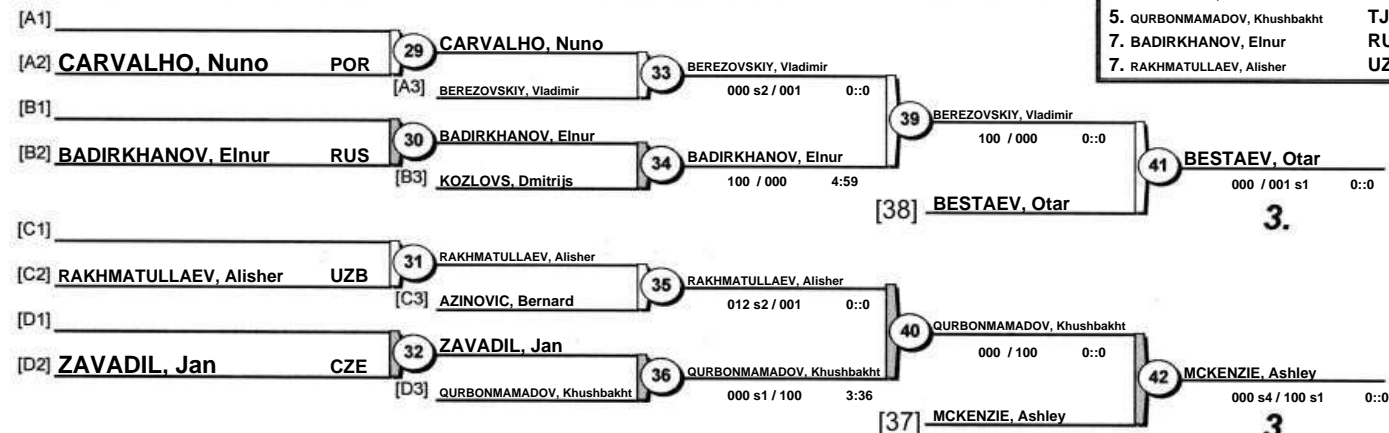 5. QURBONMAMADOV, Khushbakht TJ
7. BADIRKHANOV, Elnur RU
7. RAKHMATULLAEV, Alisher UZ
[A1]
[A2] CARVALHO, Nuno POR
29
CARVALHO, Nuno
[A3] BEREZOVSKIY, Vladimir
33
BEREZOVSKIY, Vladimir
000 s2 / 001 0::0
[B1]
[B2] BADIRKHANOV, Elnur RUS
30
BADIRKHANOV, Elnur
[B3] KOZLOVS, Dmitrijs
34
BADIRKHANOV, Elnur
100 / 000 4:59
39
BEREZOVSKIY, Vladimir
100 / 000 0::0
[38] BESTAEV, Otar
41
BESTAEV, Otar
000 / 001 s1 0::0
3.
[C1]
[C2] RAKHMATULLAEV, Alisher UZB
31
RAKHMATULLAEV, Alisher
[C3] AZINOVIC, Bernard
35
RAKHMATULLAEV, Alisher
012 s2 / 001 0::0
[D1]
[D2] ZAVADIL, Jan CZE
32
ZAVADIL, Jan
[D3] QURBONMAMADOV, Khushbakht
36
QURBONMAMADOV, Khushbakht
000 s1 / 100 3:36
40
QURBONMAMADOV, Khushbakht
000 / 100 0::0
[37] MCKENZIE, Ashley
42
MCKENZIE, Ashley
000 s4 / 100 s1 0::0
3